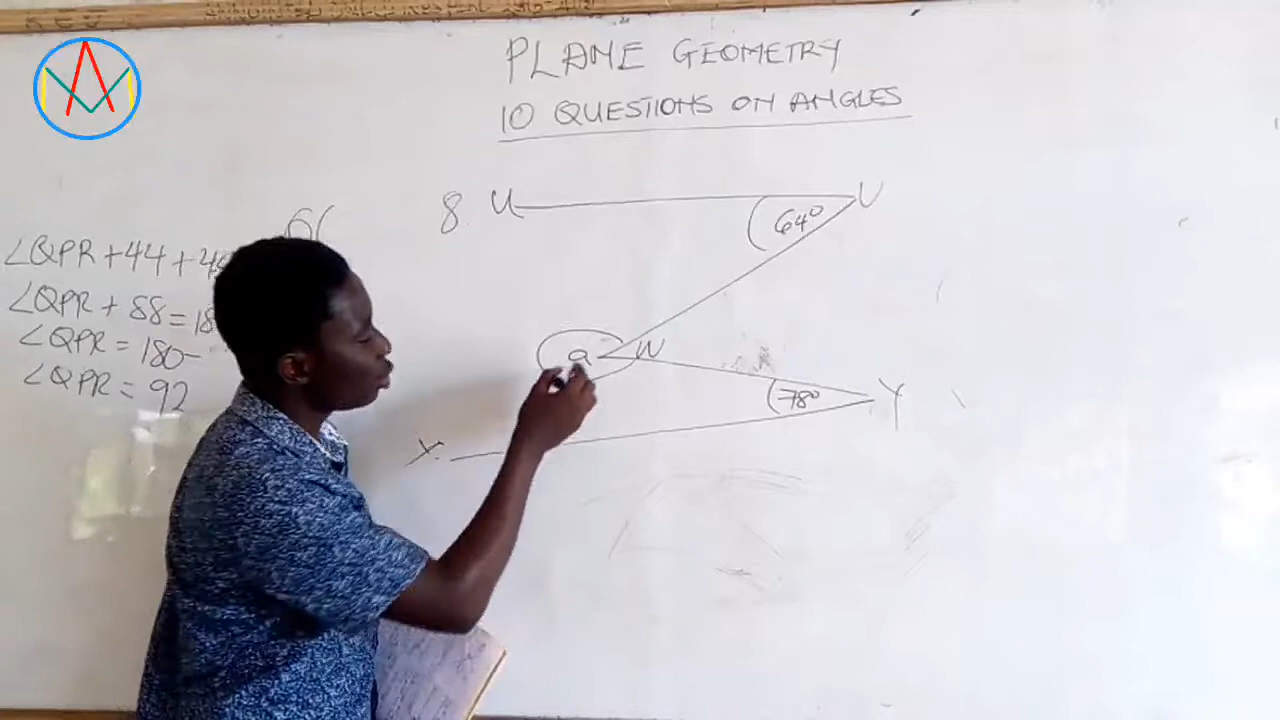 PLANE GEOMETRY
10 QUESTIONS ON ANGLES
8. U V
64°
∠QPR + 44 + 4
∠QPR + 88 = 18
∠QPR = 180-
∠QPR = 92
a W
78° Y
X